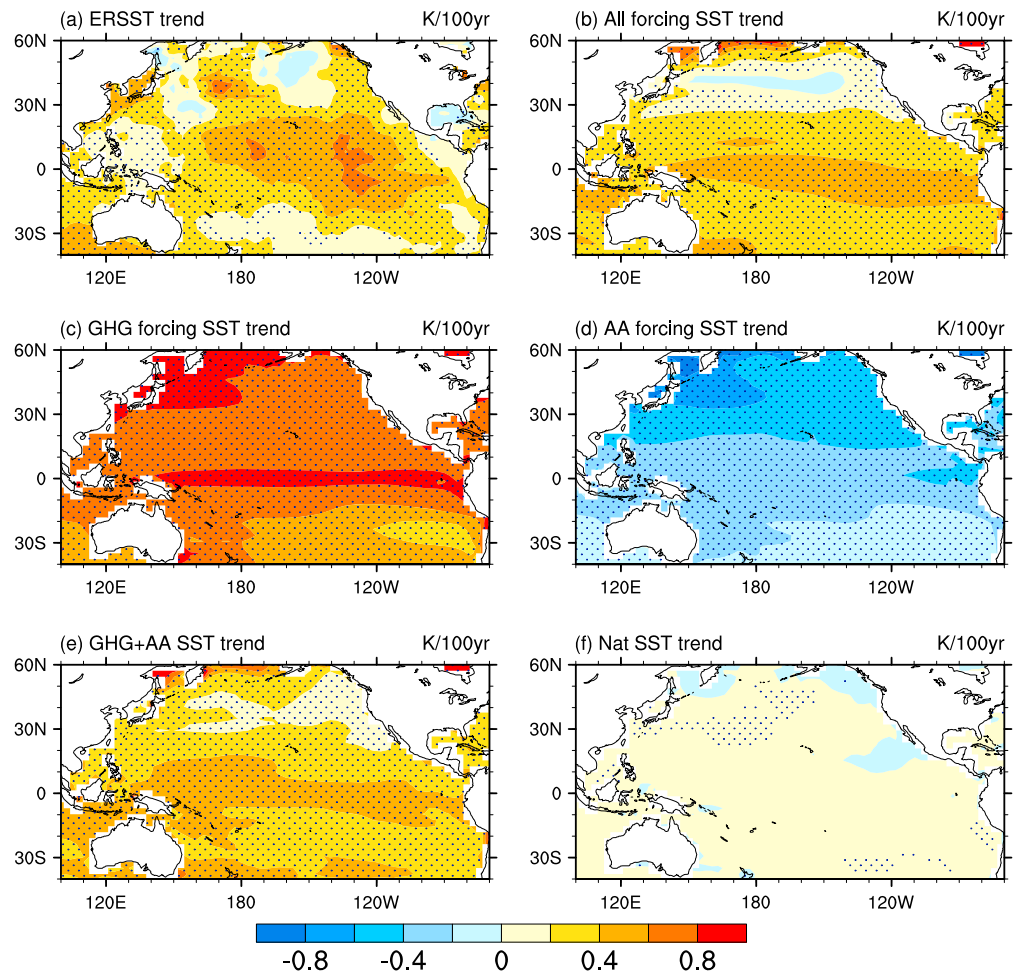 (a) ERSST trend K/100yr (b) All forcing SST trend K/100yr
60N 60N
30N 30N
0 0
30S 30S
120E 180 120W 120E 180 120W
(c) GHG forcing SST trend K/100yr (d) AA forcing SST trend K/100yr
60N 60N
30N 30N
0 0
30S 30S
120E 180 120W 120E 180 120W
(e) GHG+AA SST trend K/100yr (f) Nat SST trend K/100yr
60N 60N
30N 30N
0 0
30S 30S
120E 180 120W 120E 180 120W
-0.8 -0.4 0 0.4 0.8